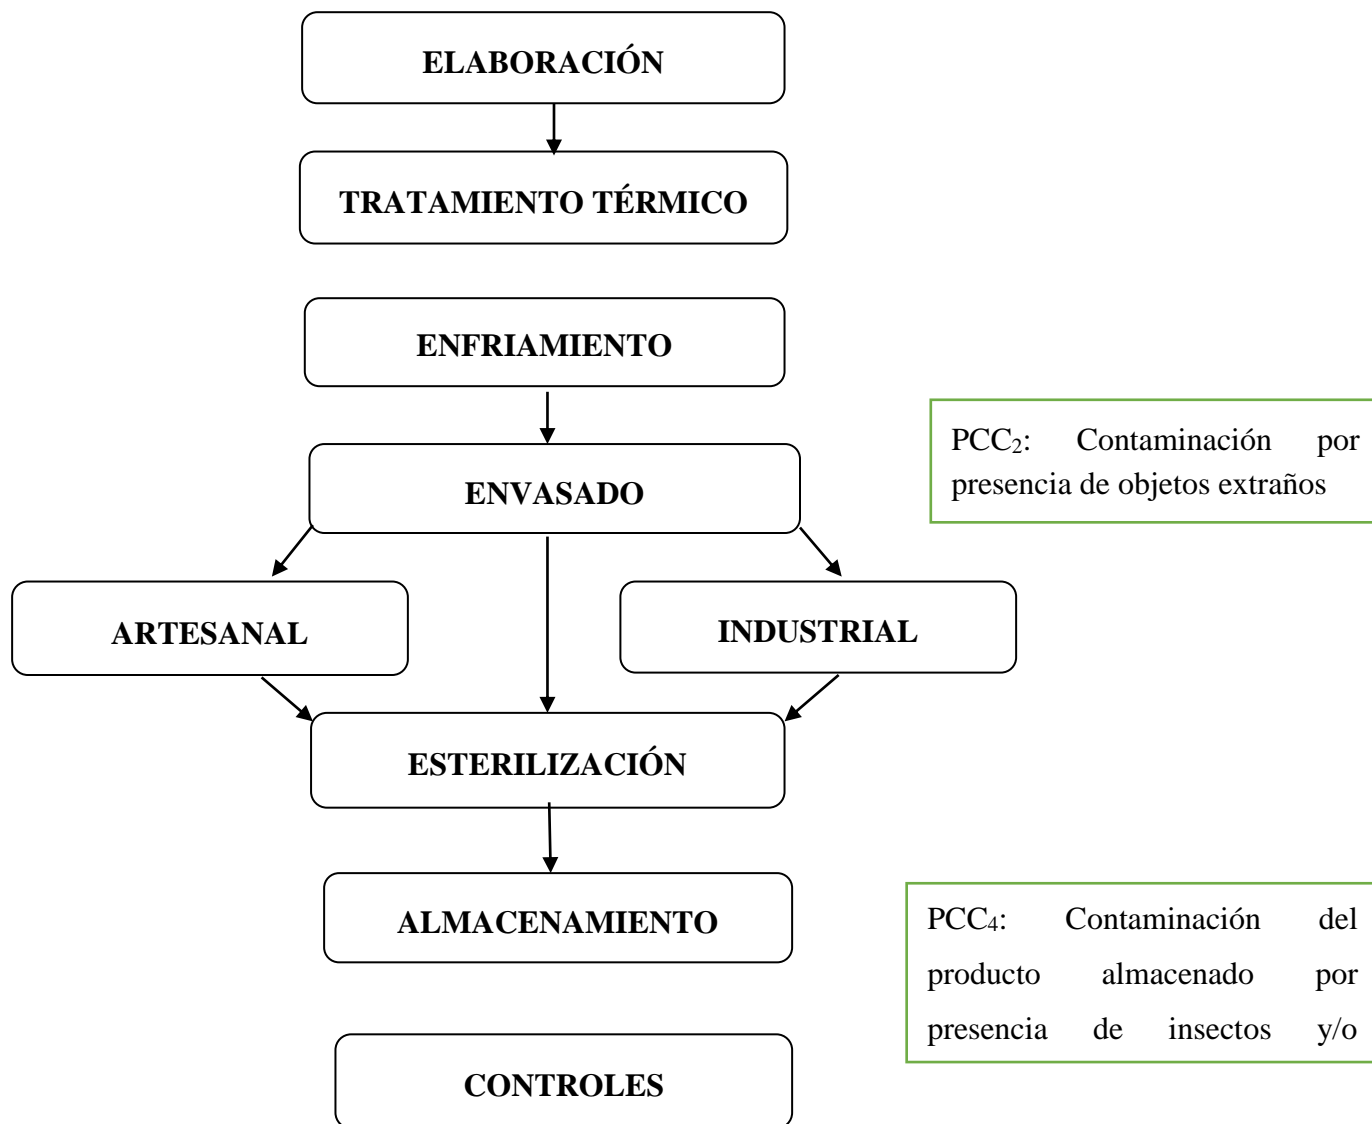 ELABORACIÓN
TRATAMIENTO TÉRMICO
ENFRIAMIENTO
PCC₂: Contaminación por
presencia de objetos extraños
ENVASADO
ARTESANAL
INDUSTRIAL
ESTERILIZACIÓN
ALMACENAMIENTO
PCC₄: Contaminación del
producto almacenado por
presencia de insectos y/o
CONTROLES